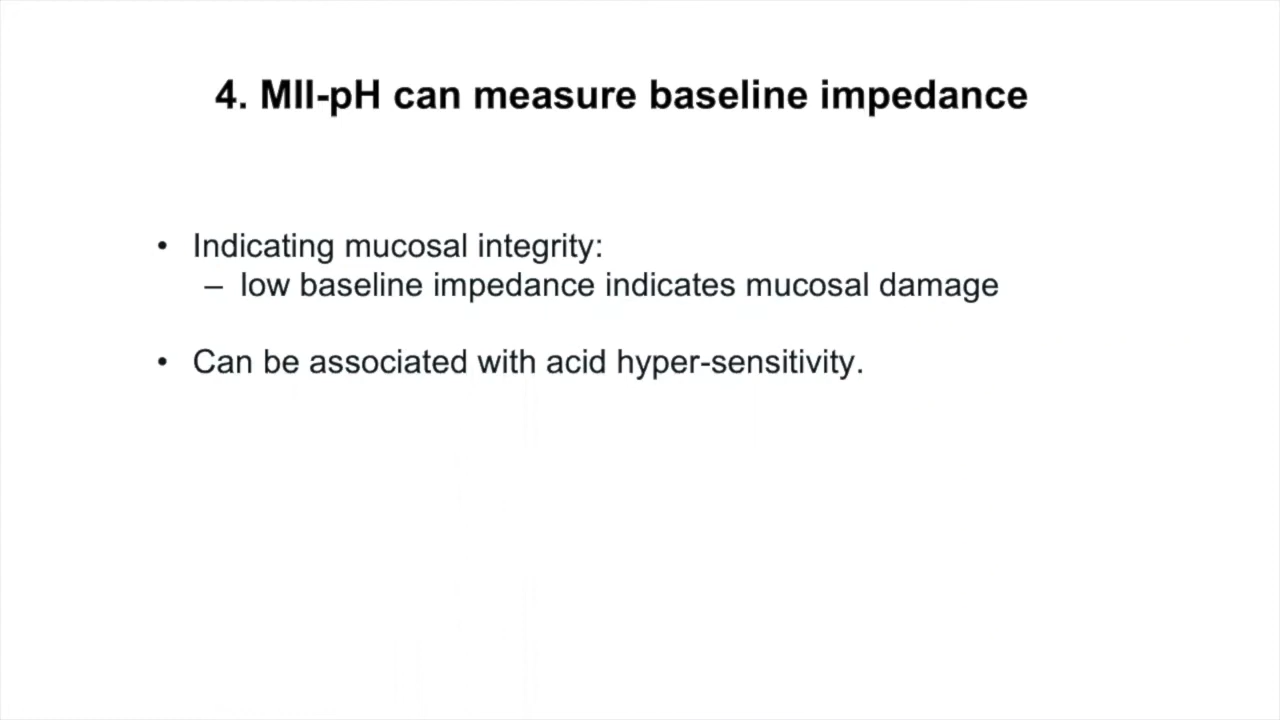 4. MII-pH can measure baseline impedance
• Indicating mucosal integrity:
– low baseline impedance indicates mucosal damage
• Can be associated with acid hyper-sensitivity.